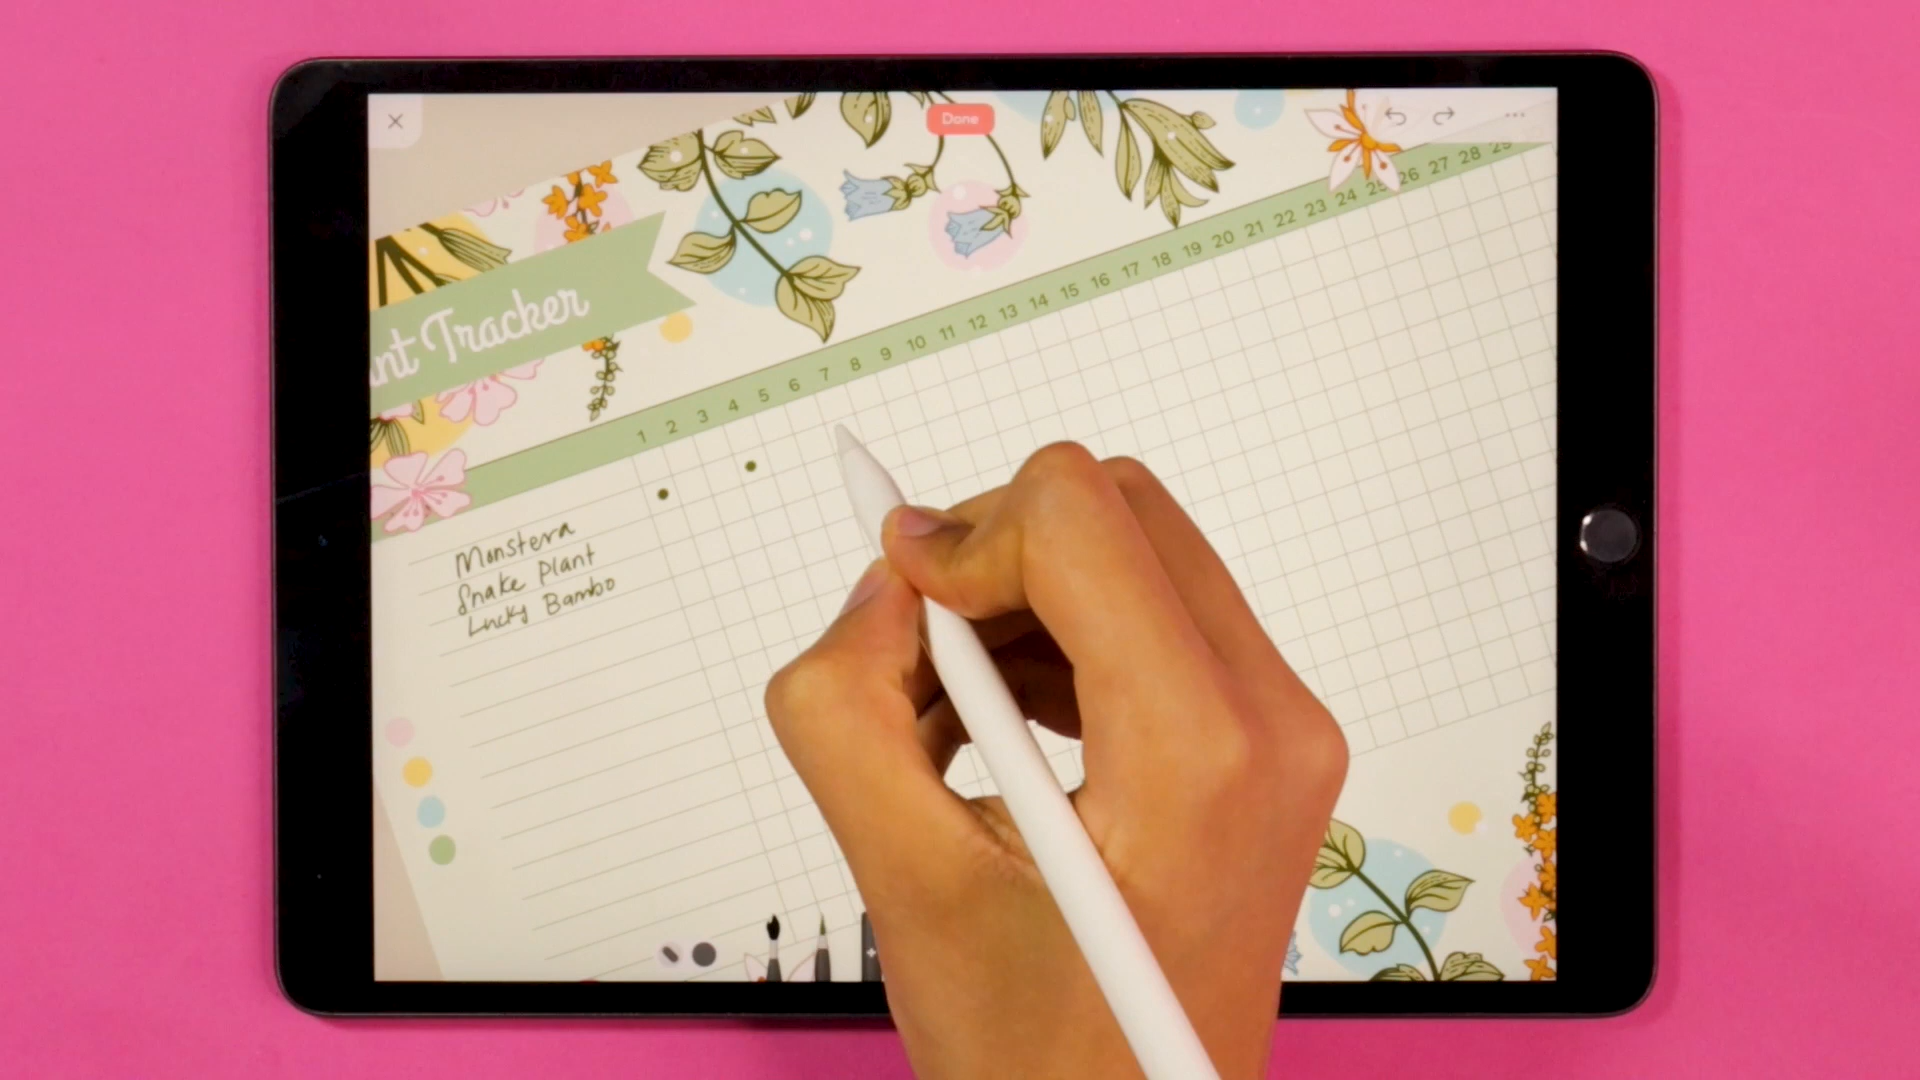 Done
nt Tracker
1 2 3 4 5 6 7 8 9 10 11 12 13 14 15 16 17 18 19 20 21 22 23 24 25 26 27 28 29
Monstera
Snake Plant
Lucky Bambo